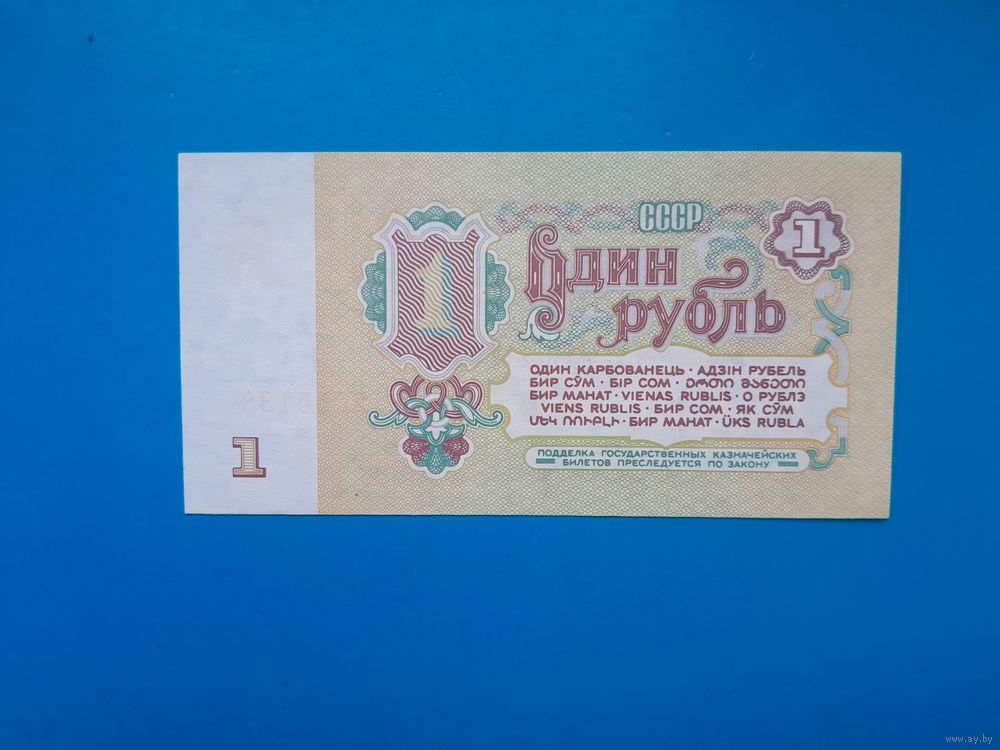 СССР
1
Один
рубль
1
ОДИН КАРБОВАНЕЦЬ · АДЗІН РУБЕЛЬ
БИР СЎМ · БІР СОМ · ᲔᲠᲗᲘ ᲛᲐᲜᲔᲗᲘ
БИР МАНАТ · VIENAS RUBLIS · О РУБЛЭ
VIENS RUBLIS · БИР СОМ · ЯК СӮМ
ՄԵԿ ՌՈՒԲԼԻ · БИР МАНАТ · ÜKS RUBLA
ПОДДЕЛКА ГОСУДАРСТВЕННЫХ КАЗНАЧЕЙСКИХ
БИЛЕТОВ ПРЕСЛЕДУЕТСЯ ПО ЗАКОНУ
1
www.ay.by